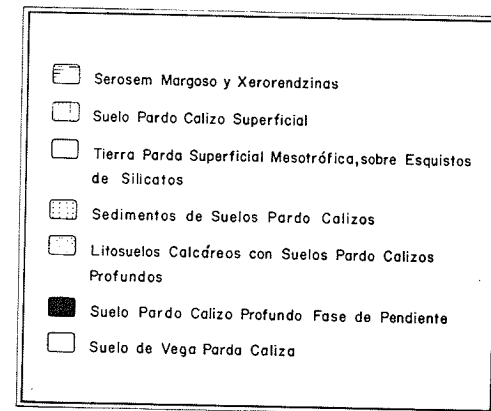 Serosem Margoso y Xerorendzinas
Suelo Pardo Calizo Superficial
Tierra Parda Superficial Mesotrófica, sobre Esquistos
de Silicatos
Sedimentos de Suelos Pardo Calizos
Litosuelos Calcáreos con Suelos Pardo Calizos
Profundos
Suelo Pardo Calizo Profundo Fase de Pendiente
Suelo de Vega Parda Caliza